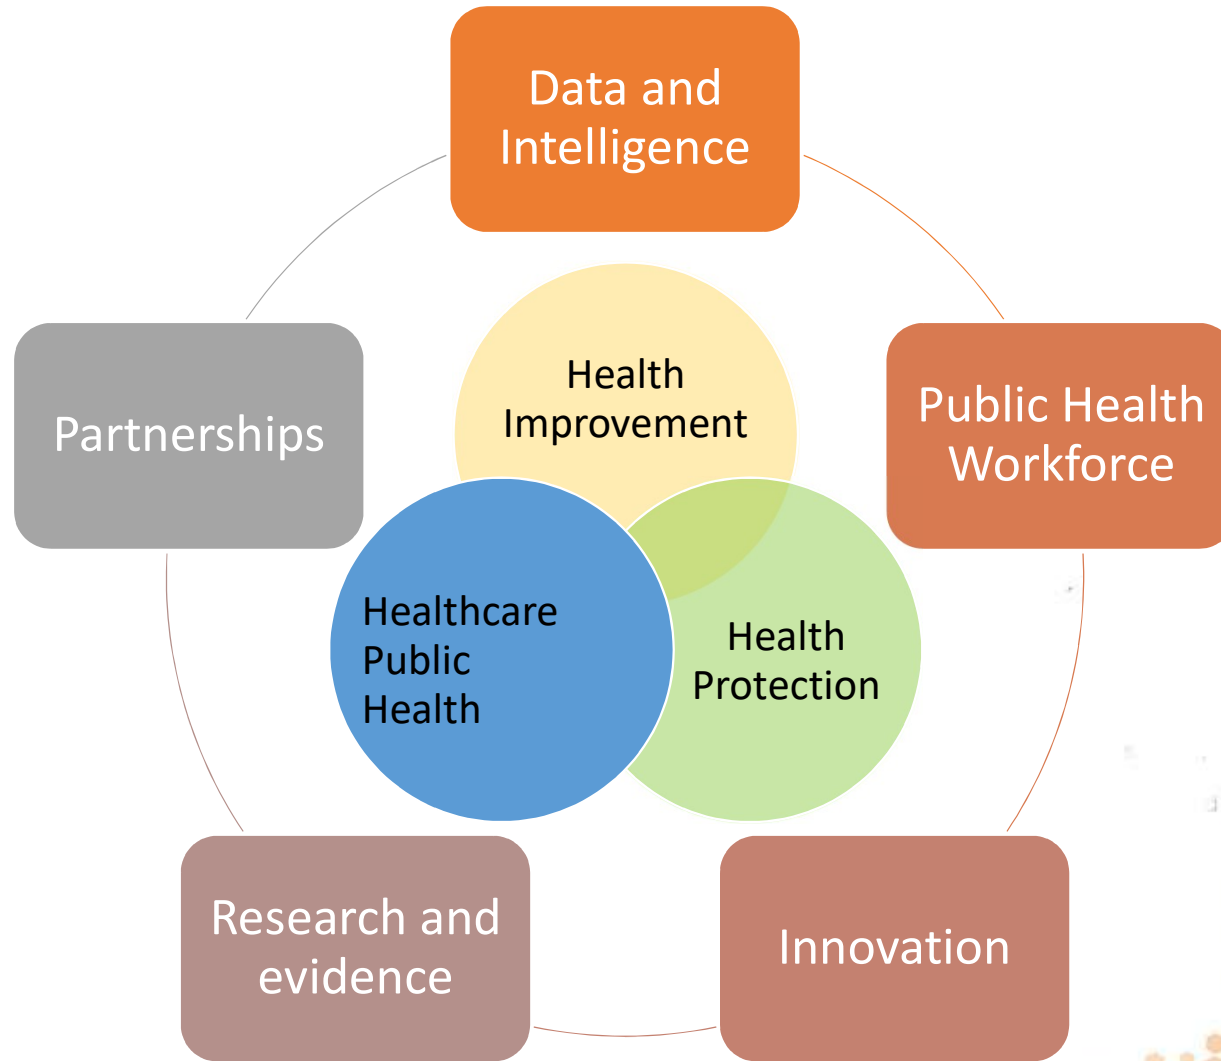 Data and
Intelligence
Partnerships
Health
Improvement
Public Health
Workforce
Healthcare
Public
Health
Health
Protection
Research and
evidence
Innovation